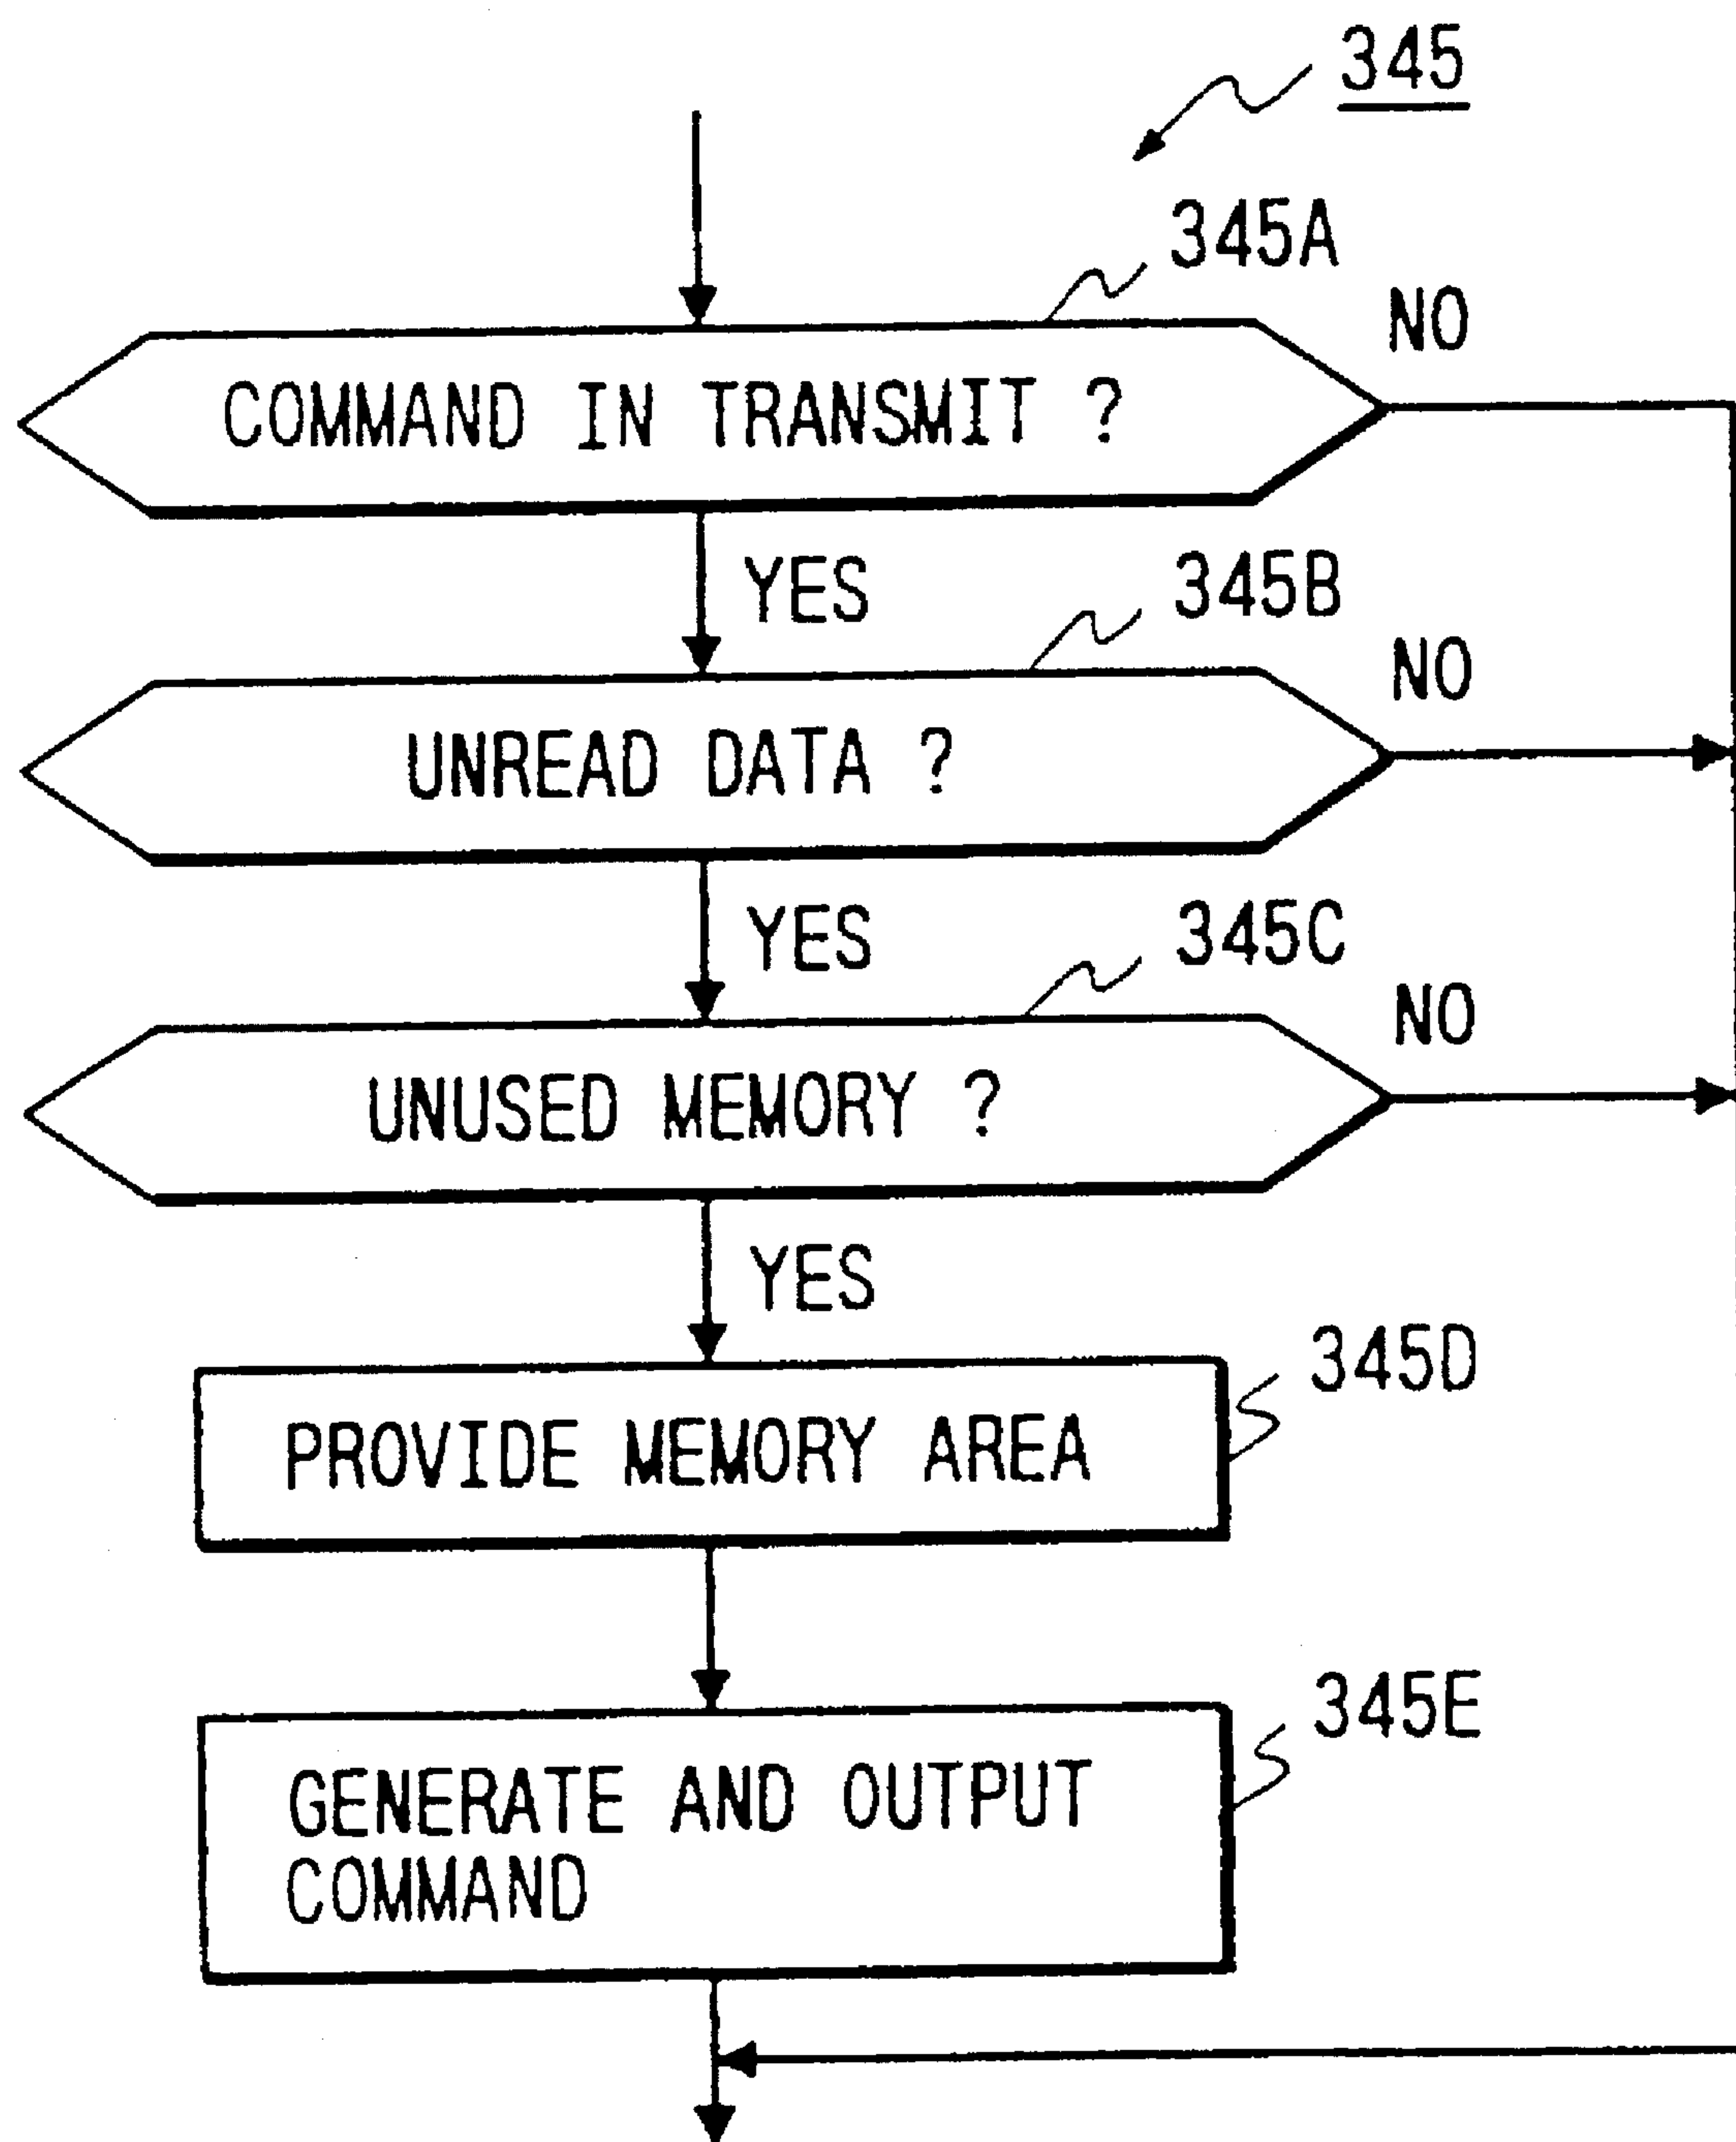 345
345A
NO
COMMAND IN TRANSMIT ?
YES
345B
NO
UNREAD DATA ?
YES
345C
NO
UNUSED MEMORY ?
YES
345D
PROVIDE MEMORY AREA
345E
GENERATE AND OUTPUT
COMMAND